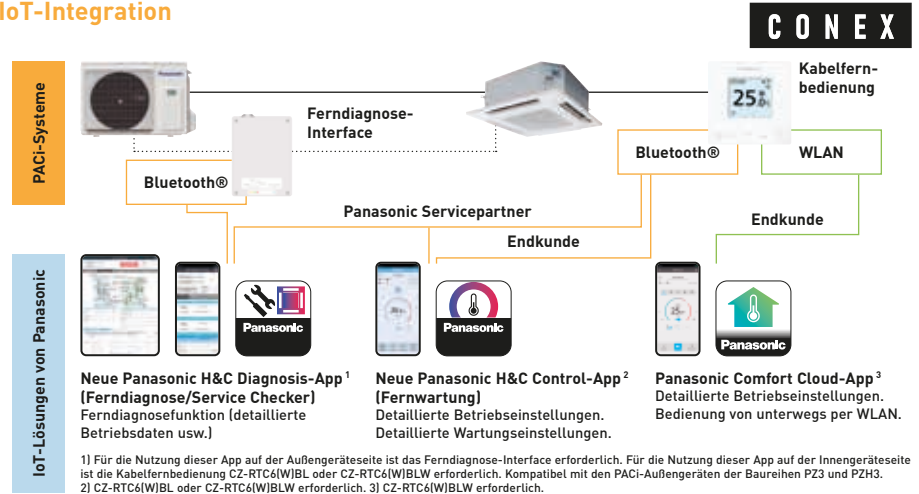 IoT-Integration
CONEX
PACi-Systeme
Panasonic
Ferndiagnose-
Interface
Kabelfern-
bedienung
25
Bluetooth®
Bluetooth®
WLAN
Panasonic Servicepartner
Endkunde
Endkunde
IoT-Lösungen von Panasonic
Panasonic
Panasonic
Panasonic
Neue Panasonic H&C Diagnosis-App 1
(Ferndiagnose/Service Checker)
Ferndiagnosefunktion (detaillierte
Betriebsdaten usw.)
Neue Panasonic H&C Control-App 2
(Fernwartung)
Detaillierte Betriebseinstellungen.
Detaillierte Wartungseinstellungen.
Panasonic Comfort Cloud-App 3
Detaillierte Betriebseinstellungen.
Bedienung von unterwegs per WLAN.
1) Für die Nutzung dieser App auf der Außengeräteseite ist das Ferndiagnose-Interface erforderlich. Für die Nutzung dieser App auf der Innengeräteseite
ist die Kabelfernbedienung CZ-RTC6(W)BL oder CZ-RTC6(W)BLW erforderlich. Kompatibel mit den PACi-Außengeräten der Baureihen PZ3 und PZH3.
2) CZ-RTC6(W)BL oder CZ-RTC6(W)BLW erforderlich. 3) CZ-RTC6(W)BLW erforderlich.